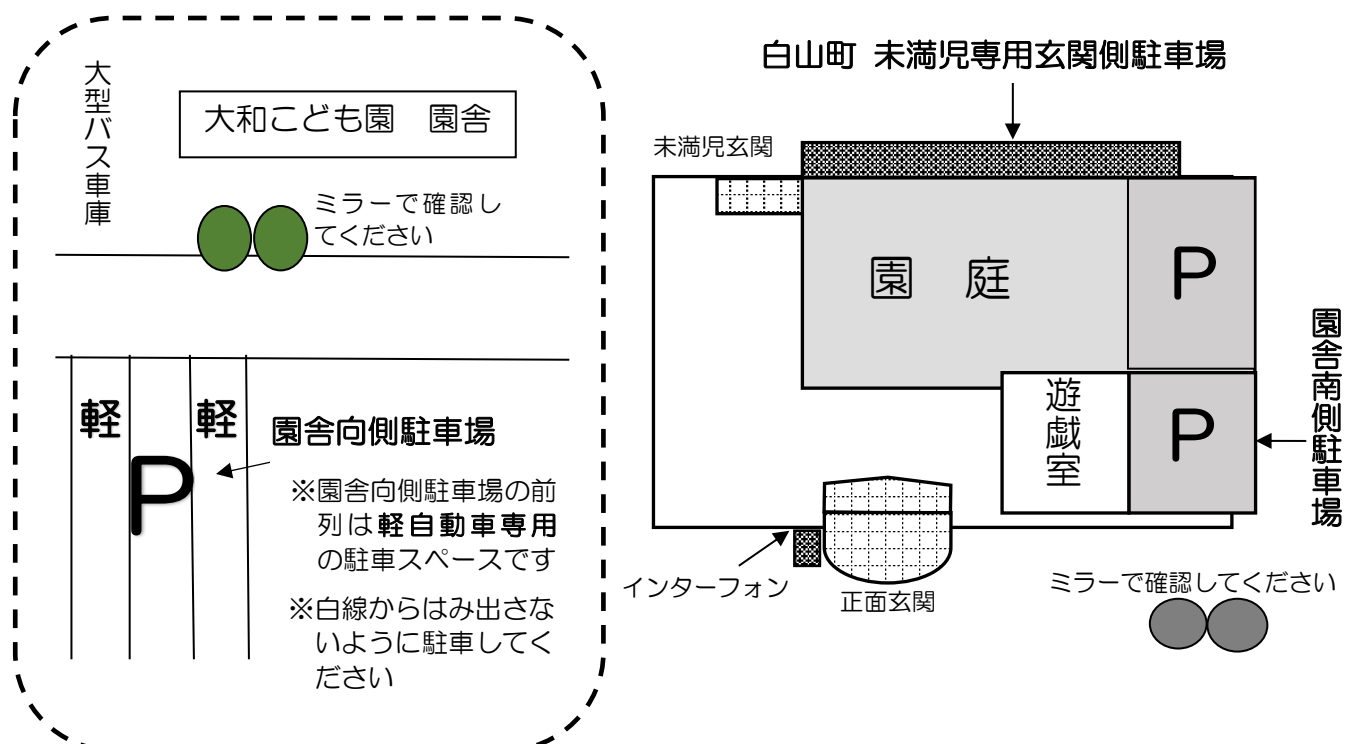 大型バス車庫
大和こども園　園舎
ミラーで確認し
てください
軽
軽
P
園舎向側駐車場
※園舎向側駐車場の前
列は軽自動車専用
の駐車スペースです
※白線からはみ出さな
いように駐車してく
ださい
白山町 未満児専用玄関側駐車場
未満児玄関
園　庭
P
遊戯室
P
園舎南側駐車場
インターフォン
正面玄関
ミラーで確認してください